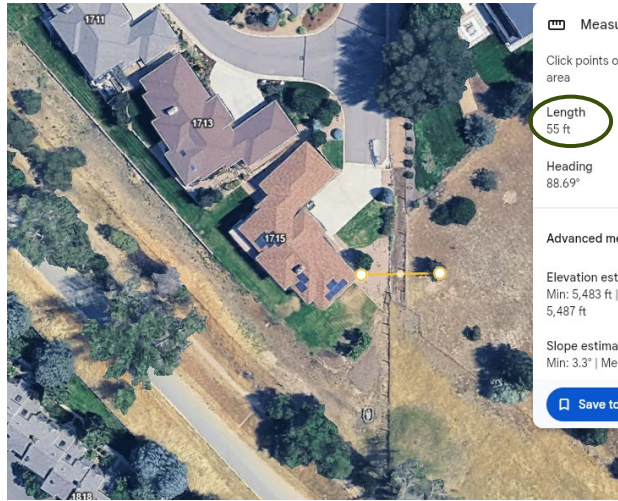 1711
1713
1715
1818
Measu
Click points o
area
Length
55 ft
Heading
88.69°
Advanced me
Elevation est
Min: 5,483 ft |
5,487 ft
Slope estima
Min: 3.3° | Me
Save to